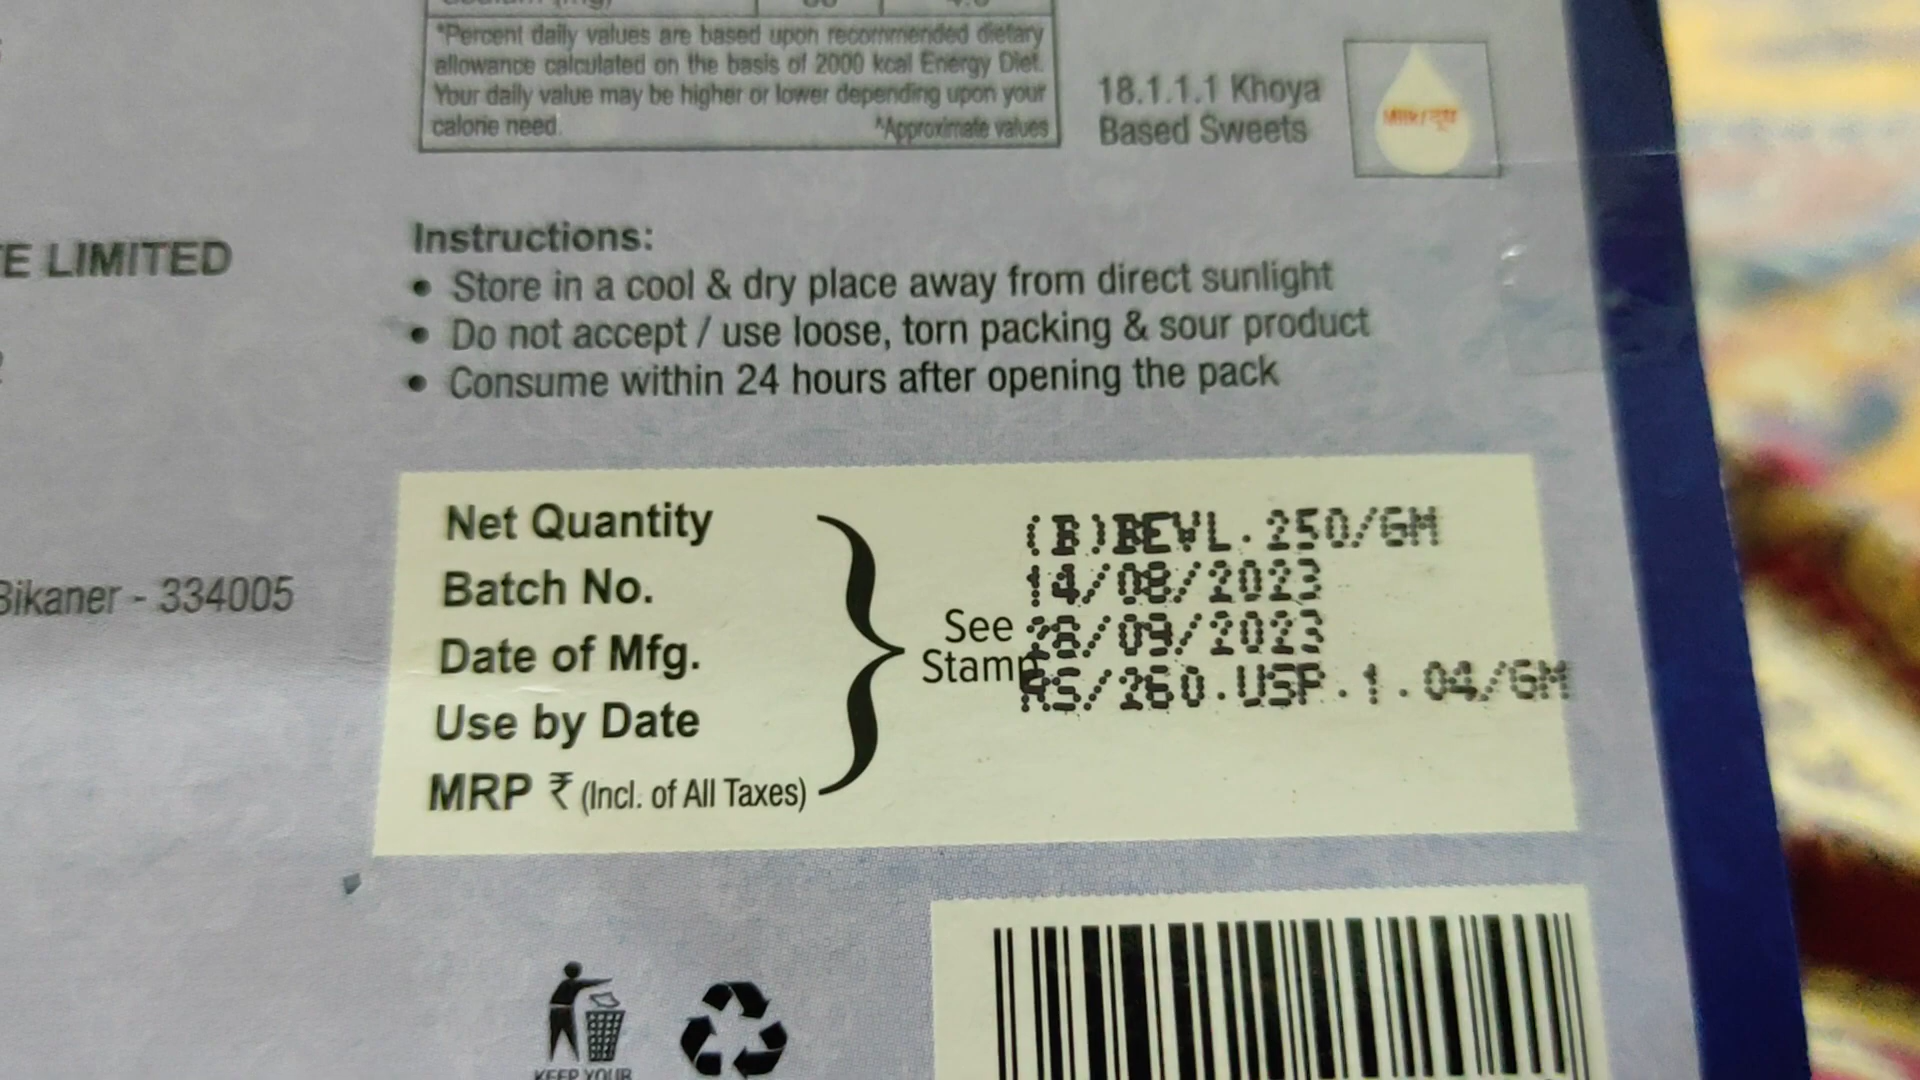 *Percent daily values are based upon recommended dietary
allowance calculated on the basis of 2000 kcal Energy Diet.
Your daily value may be higher or lower depending upon your
calorie need.
^Approximate values
18.1.1.1 Khoya
Based Sweets
Milk/दूध
E LIMITED
Instructions:
• Store in a cool & dry place away from direct sunlight
• Do not accept / use loose, torn packing & sour product
• Consume within 24 hours after opening the pack
Bikaner - 334005
Net Quantity
Batch No.
Date of Mfg.
Use by Date
MRP ₹ (Incl. of All Taxes)
See
Stamp
(B)BEVL.250/GM
14/08/2023
28/09/2023
RS/260.USP.1.04/GM
KEEP YOUR